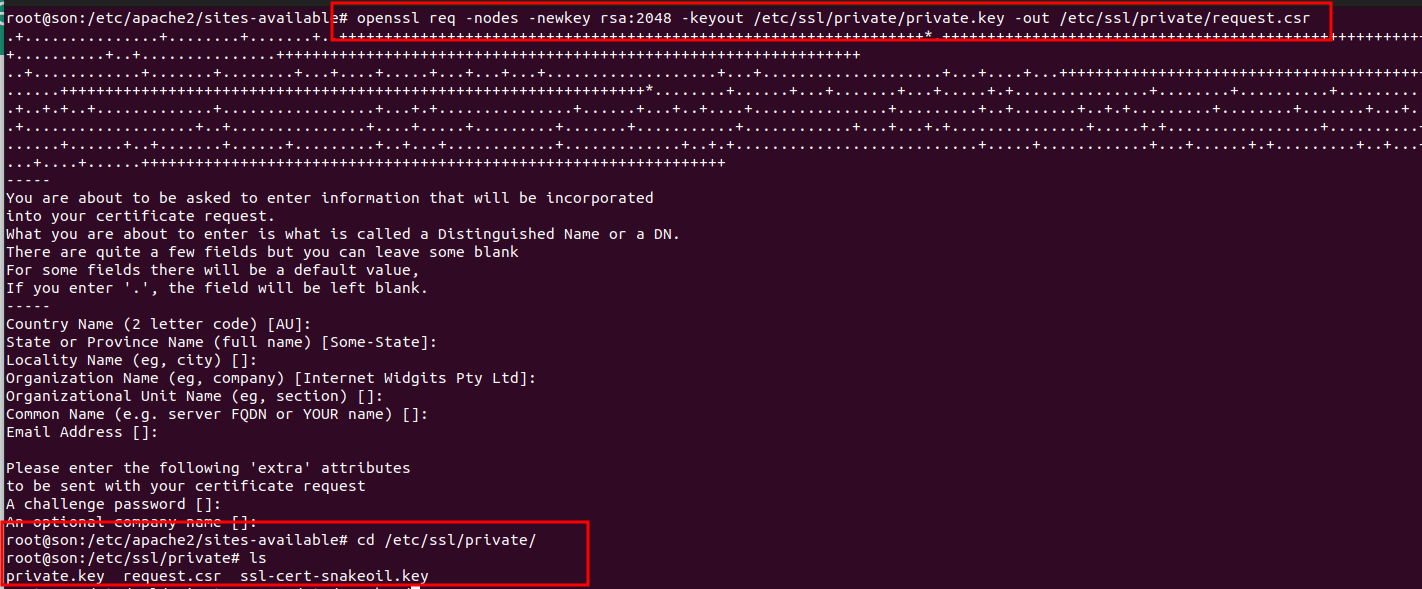 root@son:/etc/apache2/sites-available# openssl req -nodes -newkey rsa:2048 -keyout /etc/ssl/private/private.key -out /etc/ssl/private/request.csr
-----
You are about to be asked to enter information that will be incorporated
into your certificate request.
What you are about to enter is what is called a Distinguished Name or a DN.
There are quite a few fields but you can leave some blank
For some fields there will be a default value,
If you enter '.', the field will be left blank.
-----
Country Name (2 letter code) [AU]:
State or Province Name (full name) [Some-State]:
Locality Name (eg, city) []:
Organization Name (eg, company) [Internet Widgits Pty Ltd]:
Organizational Unit Name (eg, section) []:
Common Name (e.g. server FQDN or YOUR name) []:
Email Address []:
Please enter the following 'extra' attributes
to be sent with your certificate request
A challenge password []:
An optional company name []:
root@son:/etc/apache2/sites-available# cd /etc/ssl/private/
root@son:/etc/ssl/private# ls
private.key  request.csr  ssl-cert-snakeoil.key